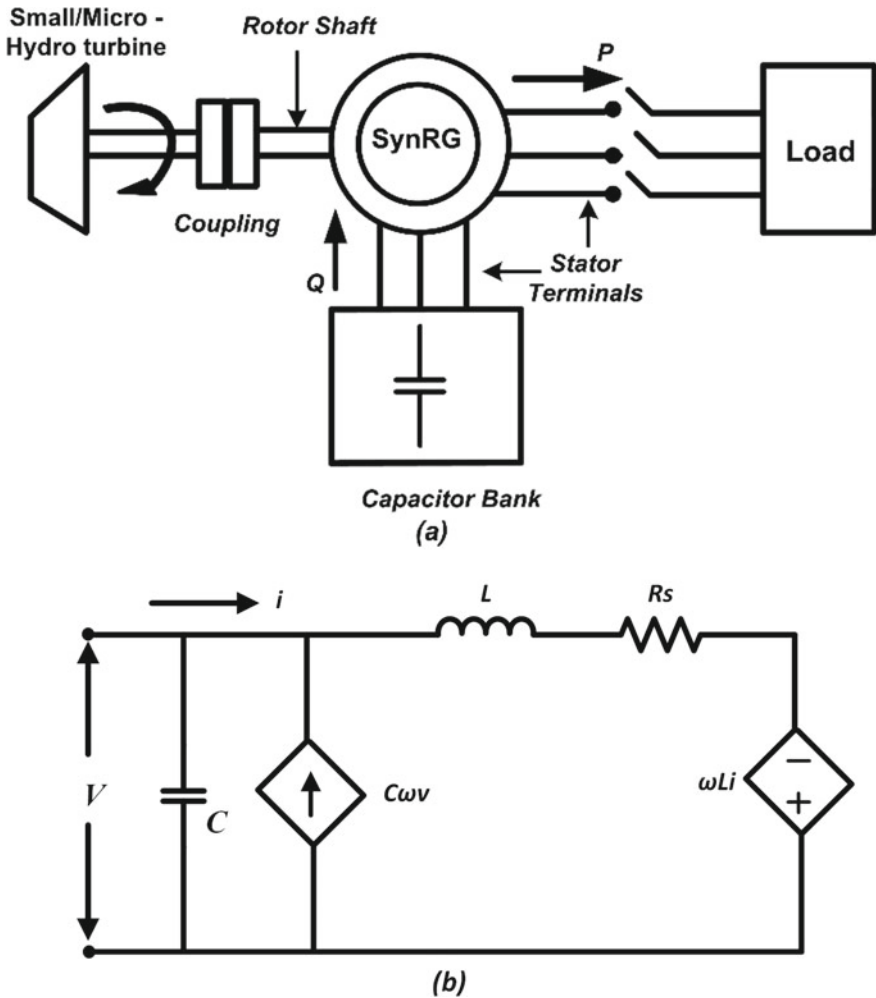 Small/Micro -
Hydro turbine
Rotor Shaft
P
SynRG
Load
Coupling
Q
Stator
Terminals
Capacitor Bank
(a)
i
L
Rs
V
C
Cωv
ωLi
−
+
(b)